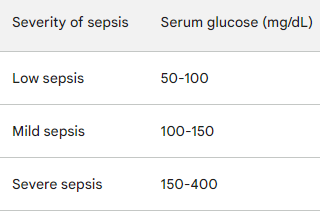 Severity of sepsis Serum glucose (mg/dL)
Low sepsis 50-100
Mild sepsis 100-150
Severe sepsis 150-400